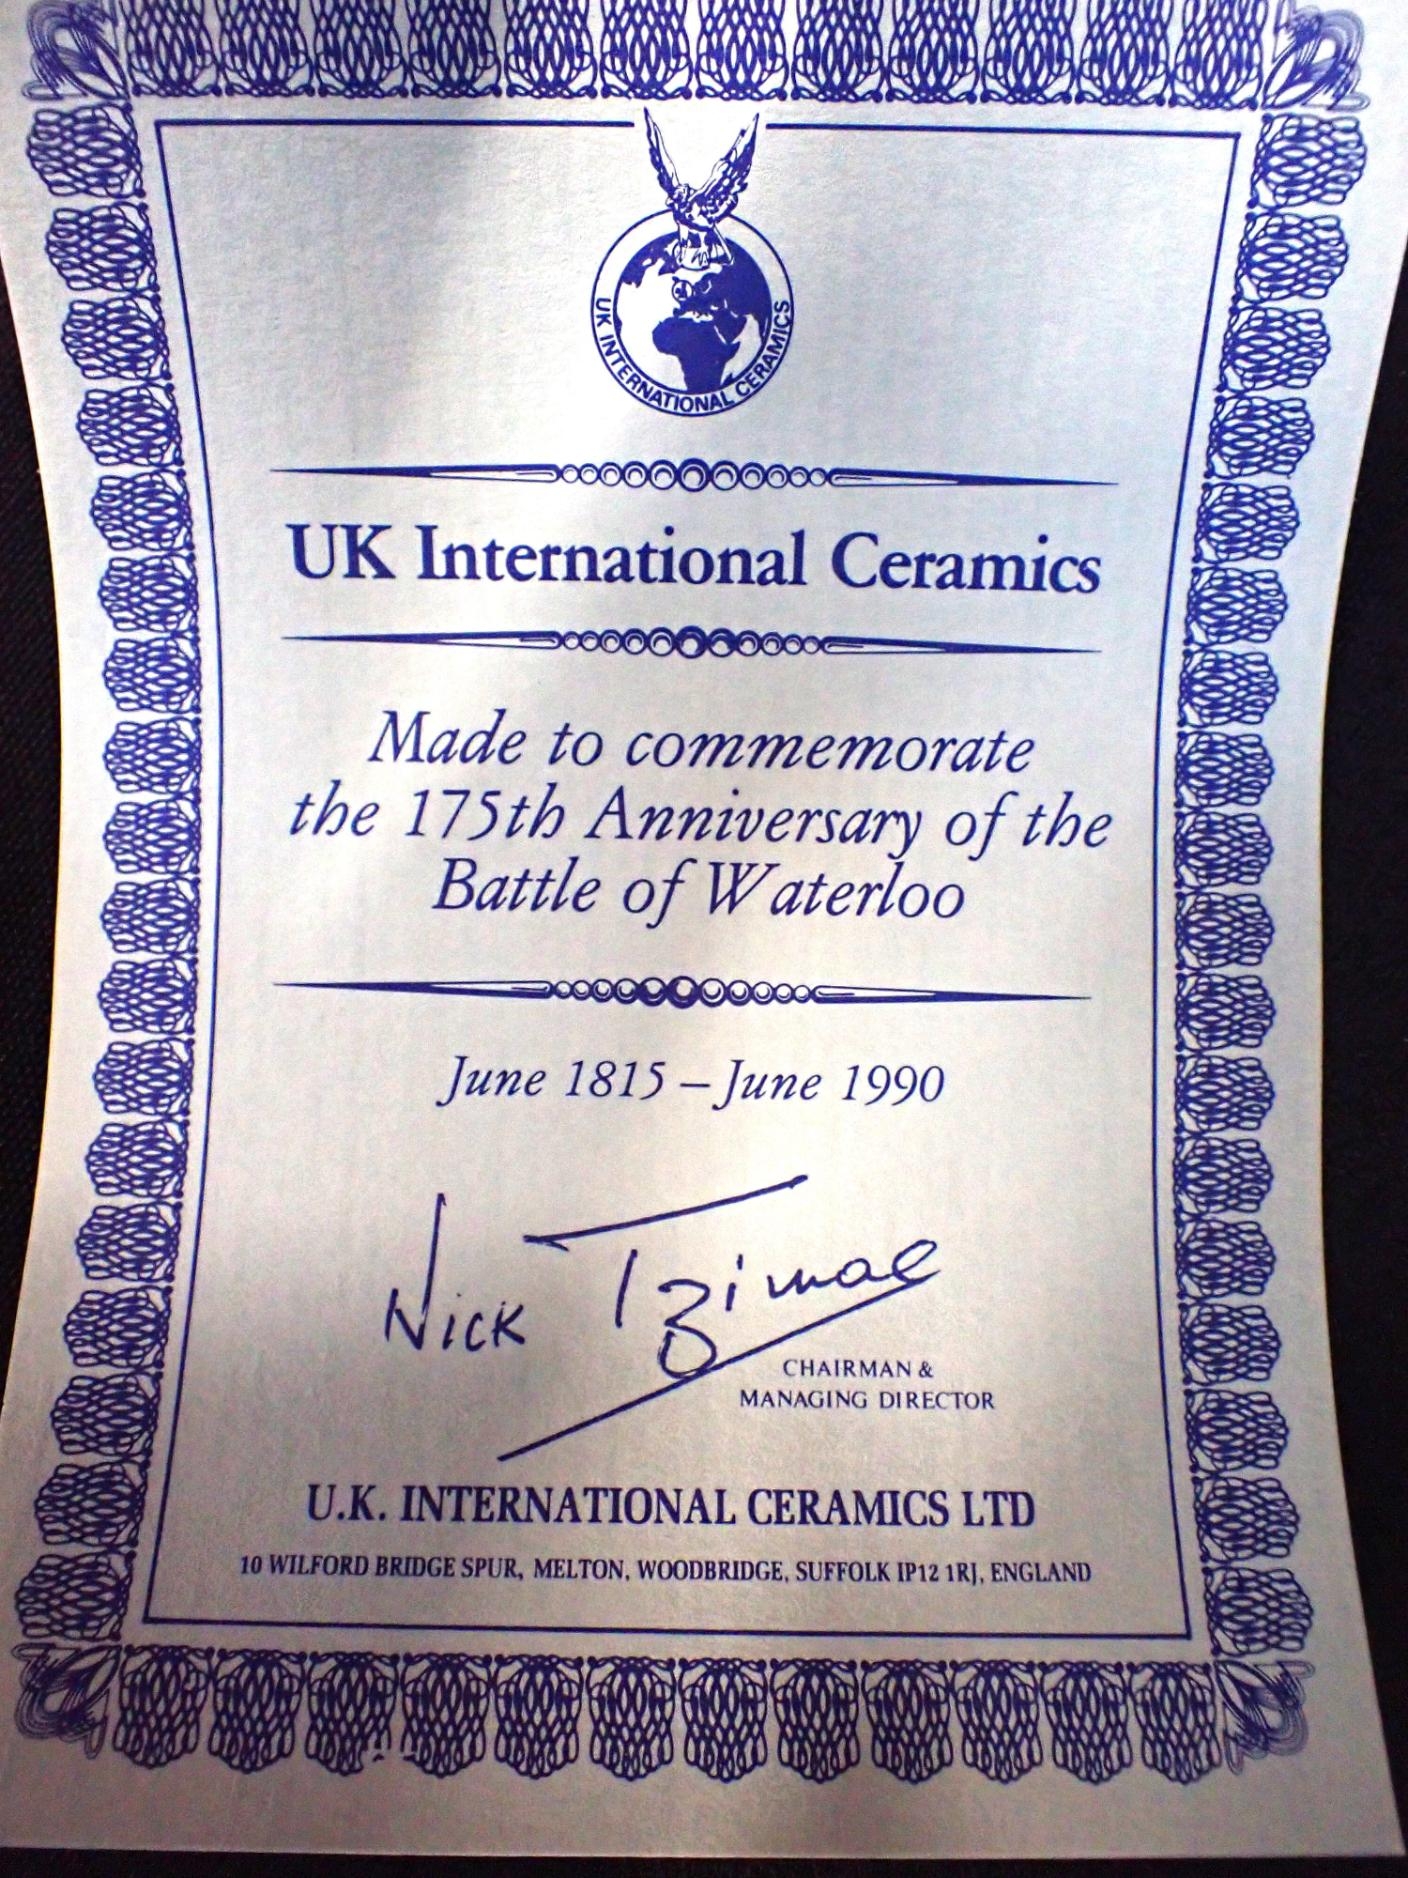 UK INTERNATIONAL CERAMICS
UK International Ceramics
Made to commemorate
the 175th Anniversary of the
Battle of Waterloo
June 1815 – June 1990
Nick
CHAIRMAN &
MANAGING DIRECTOR
U.K. INTERNATIONAL CERAMICS LTD
10 WILFORD BRIDGE SPUR, MELTON, WOODBRIDGE, SUFFOLK IP12 1RJ, ENGLAND